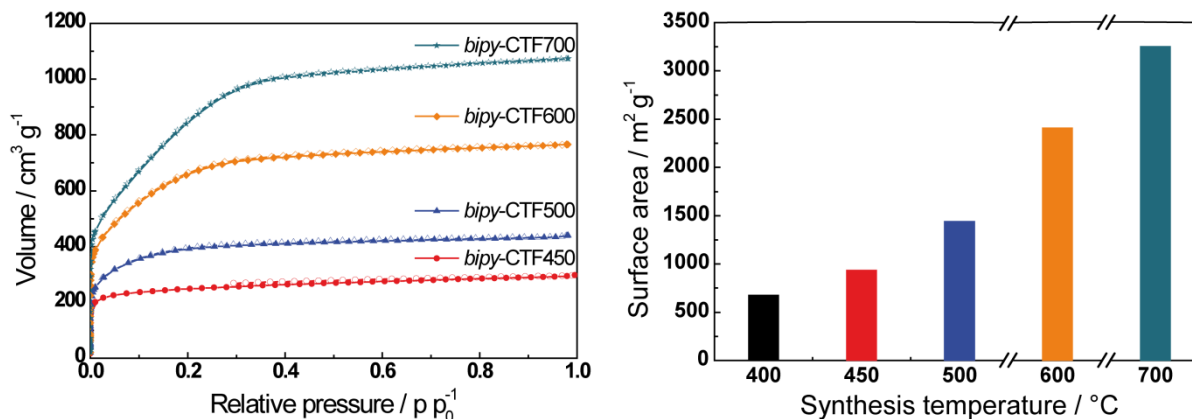 1200
1000
800
600
400
200
0
Volume / cm³ g⁻¹
bipy-CTF700
bipy-CTF600
bipy-CTF500
bipy-CTF450
0.0 0.2 0.4 0.6 0.8 1.0
Relative pressure / p p₀⁻¹
3500
3000
2500
2000
1500
1000
500
0
Surface area / m² g⁻¹
400 450 500 600 700
Synthesis temperature / °C